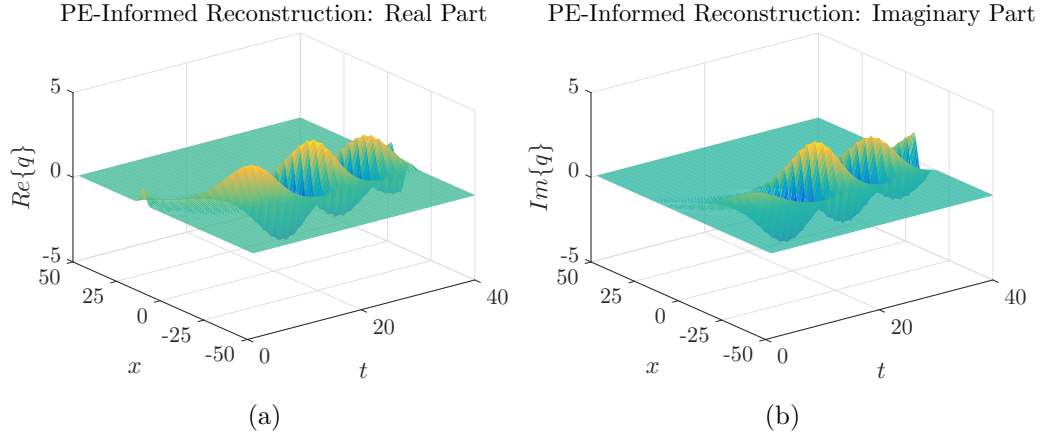 PE-Informed Reconstruction: Real Part
5
0
-5
Re{q}
50
25
0
-25
-50
x
0
20
40
t
(a)
PE-Informed Reconstruction: Imaginary Part
5
0
-5
Im{q}
50
25
0
-25
-50
x
0
20
40
t
(b)